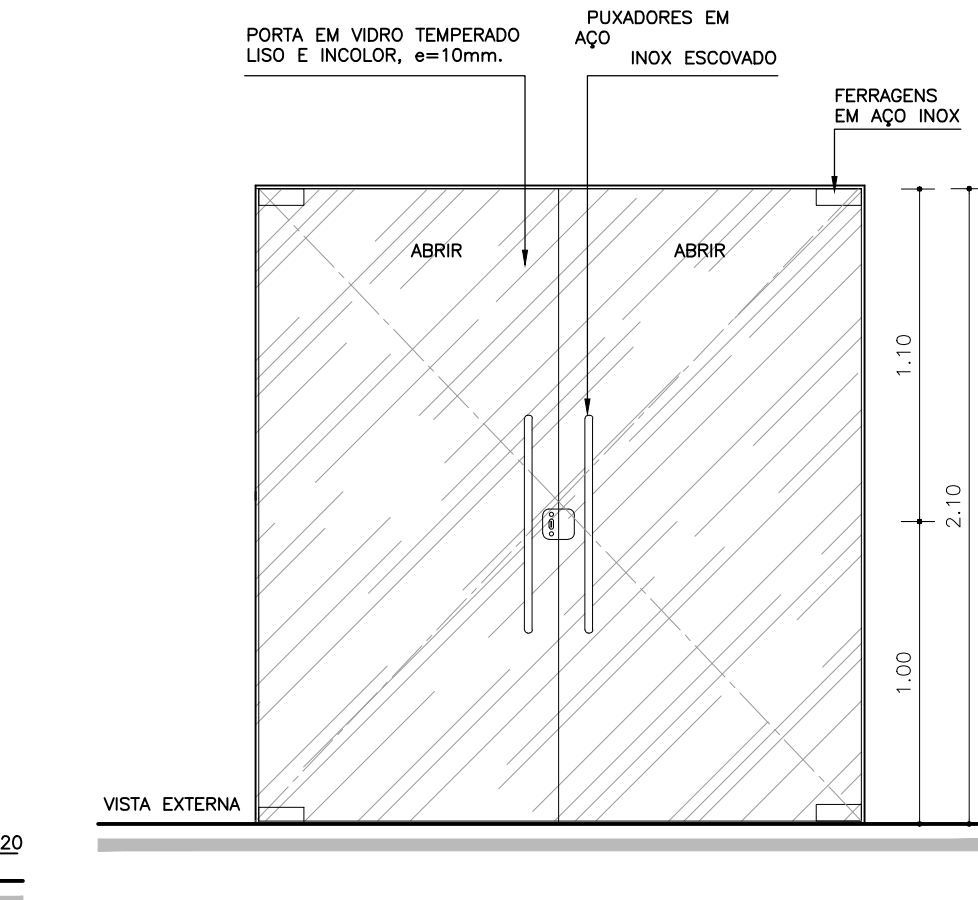 PORTA EM VIDRO TEMPERADO
LISO E INCOLOR, e=10mm.
PUXADORES EM
AÇO
INOX ESCOVADO
FERRAGENS
EM AÇO INOX
ABRIR
ABRIR
1.10
2.10
1.00
VISTA EXTERNA
20